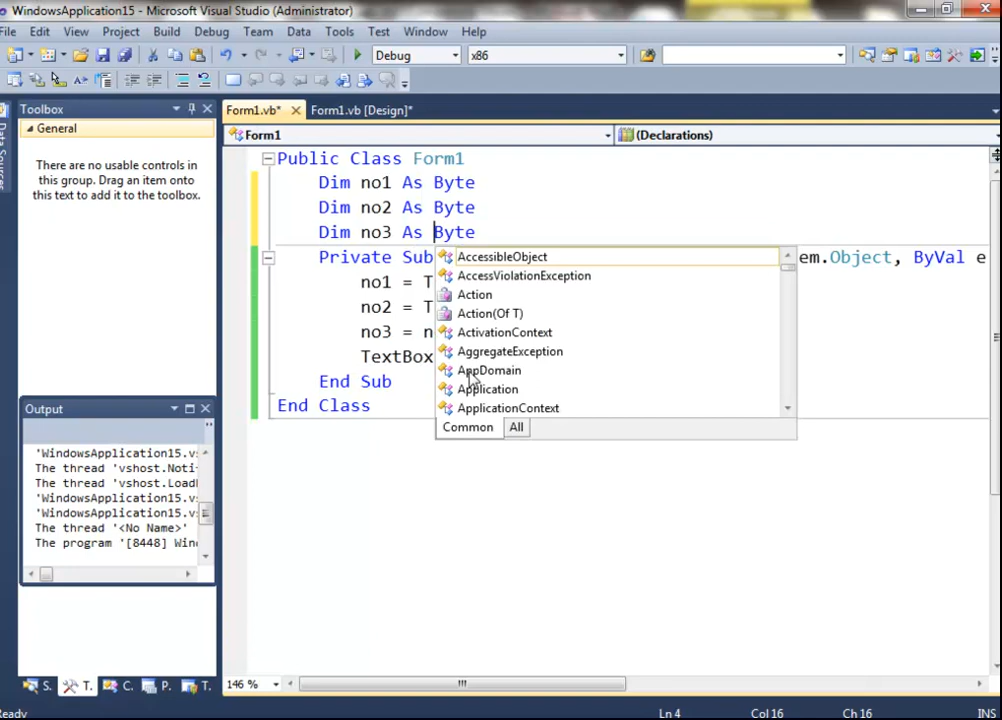 WindowsApplication15 - Microsoft Visual Studio (Administrator)
File Edit View Project Build Debug Team Data Tools Test Window Help
Debug x86
Toolbox
Form1.vb* Form1.vb [Design]*
General
Form1 (Declarations)
Data Sources
There are no usable controls in
this group. Drag an item onto
this text to add it to the toolbox.
Public Class Form1
Dim no1 As Byte
Dim no2 As Byte
Dim no3 As Byte
Private Sub em.Object, ByVal e
no1 = T
no2 = T
no3 = n
TextBox
End Sub
End Class
AccessibleObject
AccessViolationException
Action
Action(Of T)
ActivationContext
AggregateException
AppDomain
Application
ApplicationContext
Common All
Output
'WindowsApplication15.v
The thread 'vshost.Noti
The thread 'vshost.Load
'WindowsApplication15.v
'WindowsApplication15.v
The thread '<No Name>'
The program '[8448] Win
S. T. C. P. T.
146 %
Ready Ln 4 Col 16 Ch 16 INS